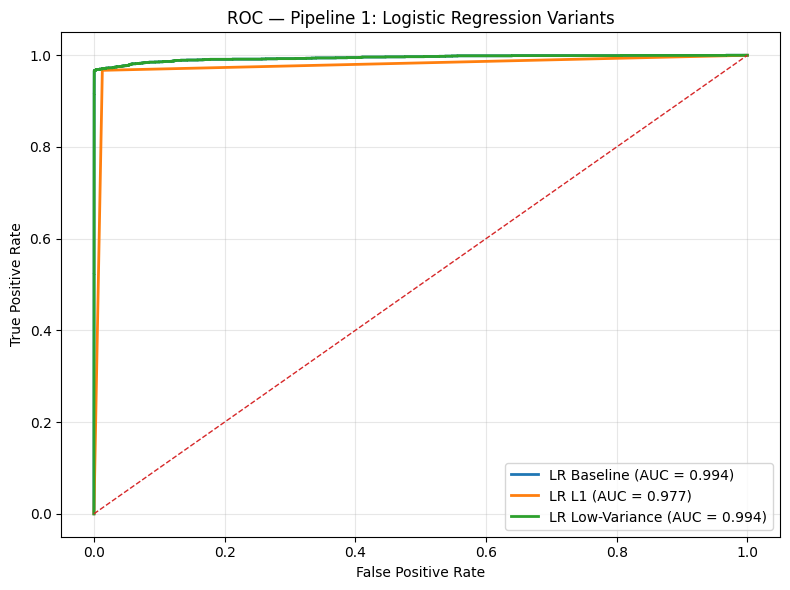 ROC — Pipeline 1: Logistic Regression Variants
True Positive Rate
1.0
0.8
0.6
0.4
0.2
0.0
LR Baseline (AUC = 0.994)
LR L1 (AUC = 0.977)
LR Low-Variance (AUC = 0.994)
0.0 0.2 0.4 0.6 0.8 1.0
False Positive Rate